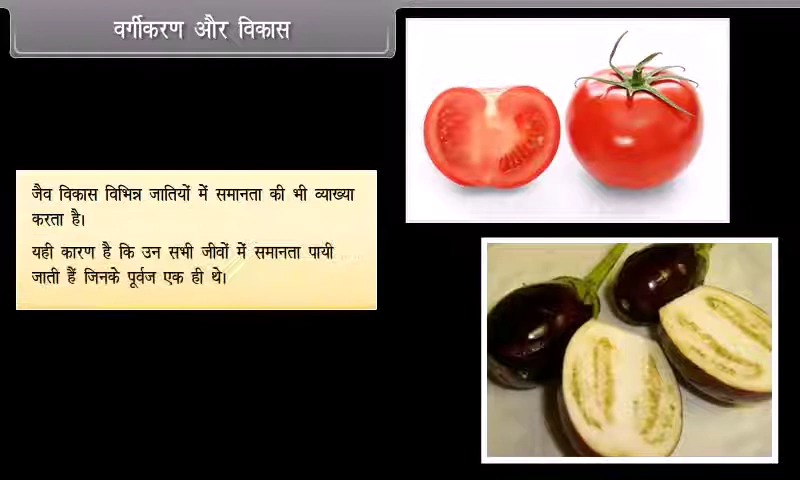 वर्गीकरण और विकास
जैव विकास विभिन्न जातियों में समानता की भी व्याख्या
करता है।
यही कारण है कि उन सभी जीवों में समानता पायी
जाती हैं जिनके पूर्वज एक ही थे।